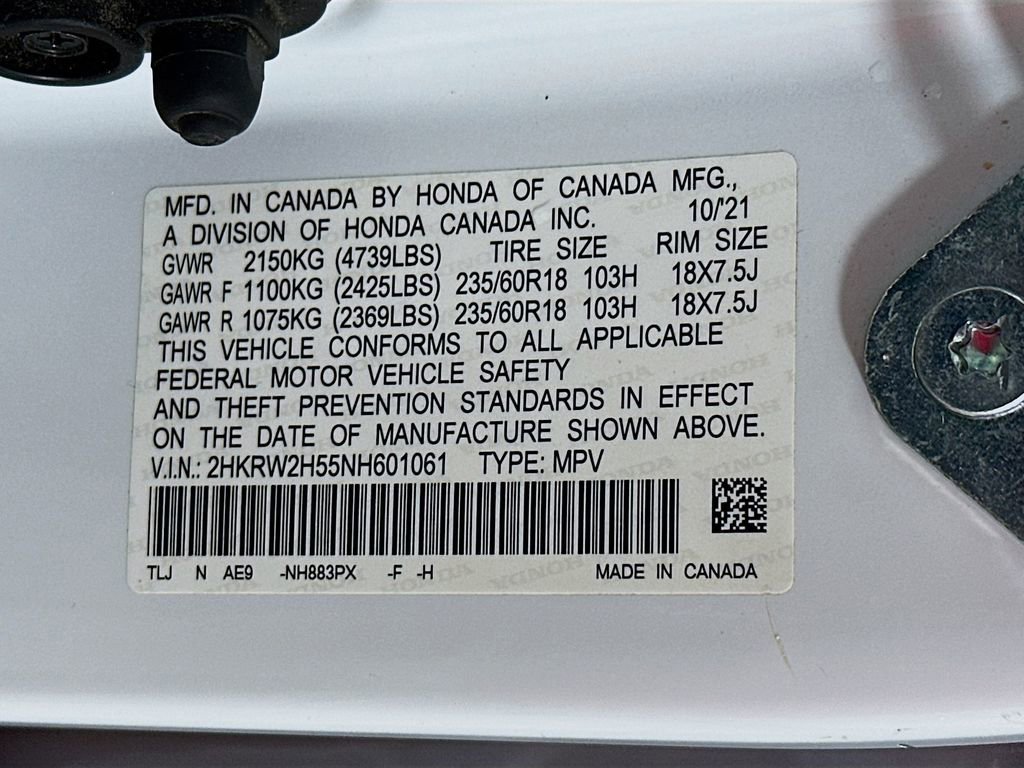 MFD. IN CANADA BY HONDA OF CANADA MFG.,
A DIVISION OF HONDA CANADA INC. 10/'21
GVWR 2150KG (4739LBS) TIRE SIZE RIM SIZE
GAWR F 1100KG (2425LBS) 235/60R18 103H 18X7.5J
GAWR R 1075KG (2369LBS) 235/60R18 103H 18X7.5J
THIS VEHICLE CONFORMS TO ALL APPLICABLE
FEDERAL MOTOR VEHICLE SAFETY
AND THEFT PREVENTION STANDARDS IN EFFECT
ON THE DATE OF MANUFACTURE SHOWN ABOVE.
V.I.N.: 2HKRW2H55NH601061 TYPE: MPV
TLJ N AE9 -NH883PX -F -H MADE IN CANADA